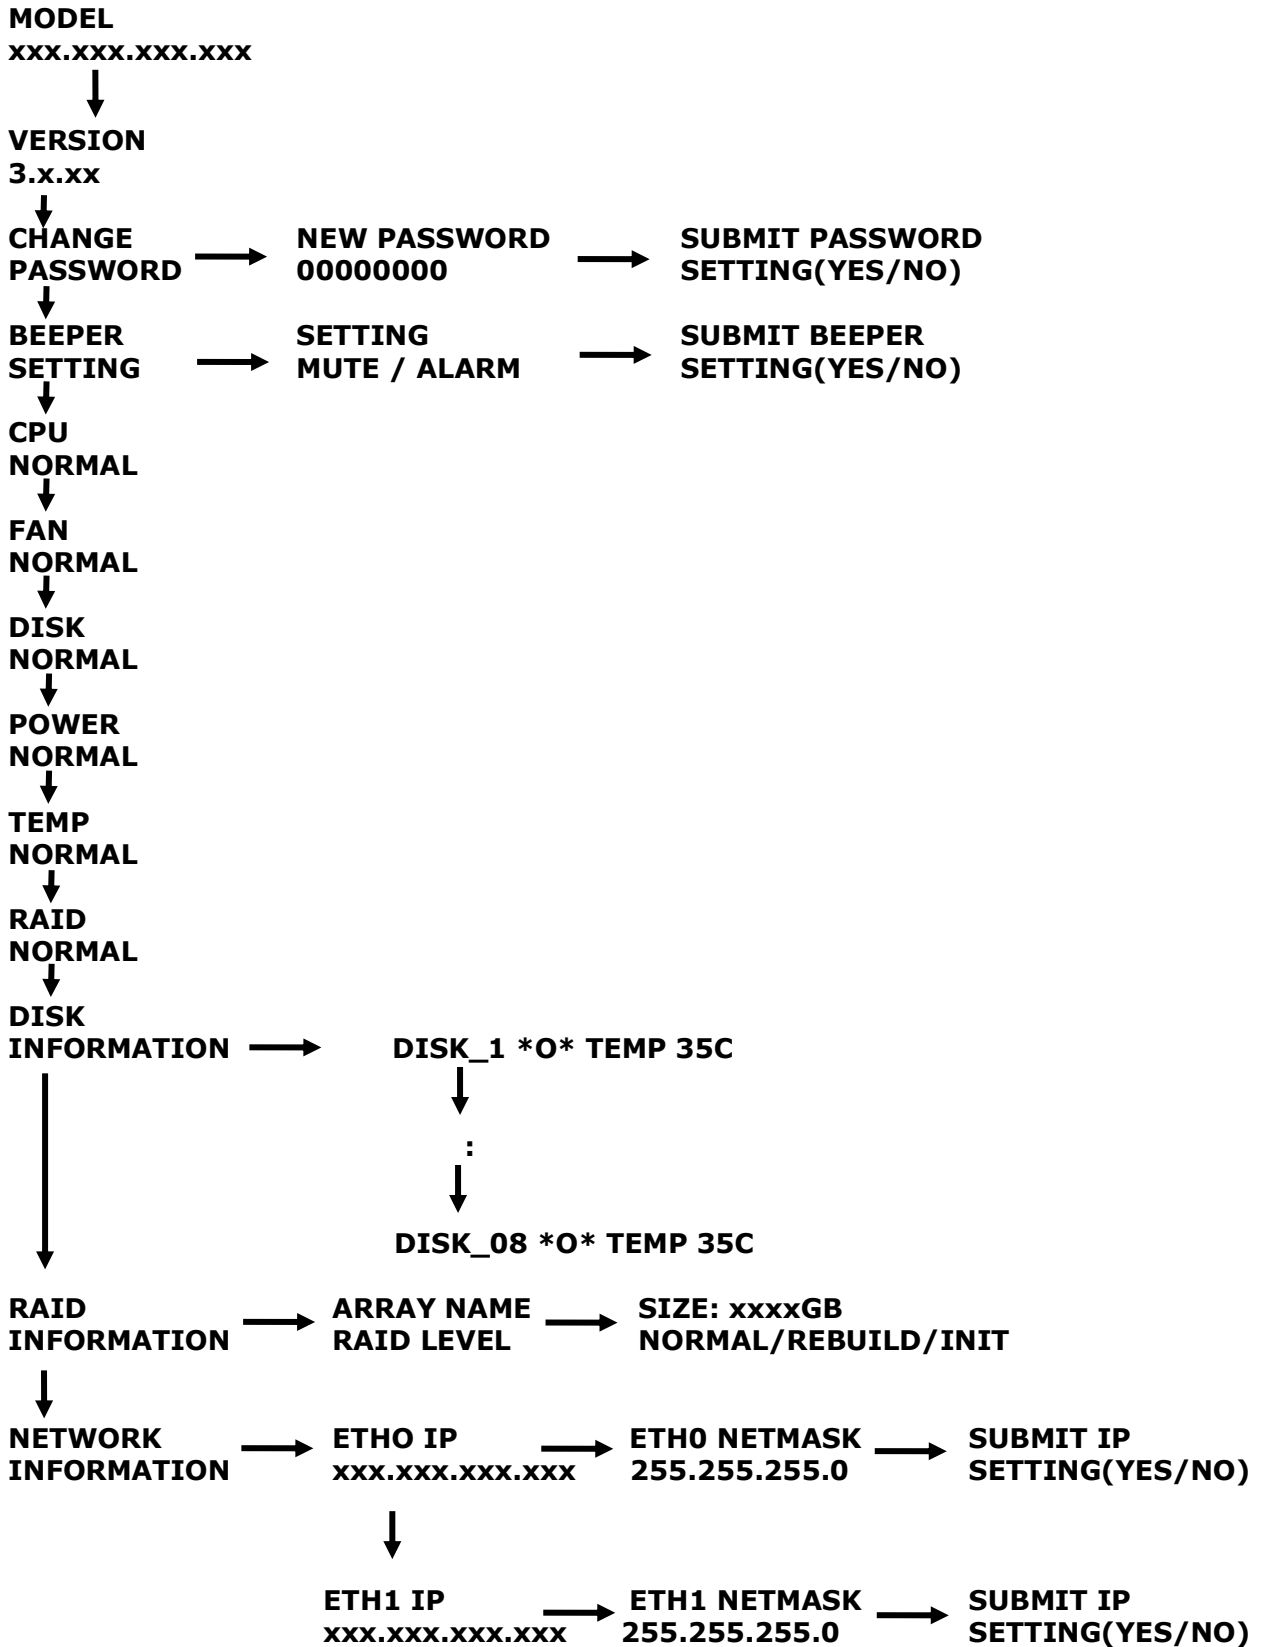 MODEL
xxx.xxx.xxx.xxx
VERSION
3.x.xx
CHANGE
PASSWORD
NEW PASSWORD
00000000
SUBMIT PASSWORD
SETTING(YES/NO)
BEEPER
SETTING
SETTING
MUTE / ALARM
SUBMIT BEEPER
SETTING(YES/NO)
CPU
NORMAL
FAN
NORMAL
DISK
NORMAL
POWER
NORMAL
TEMP
NORMAL
RAID
NORMAL
DISK
INFORMATION
DISK_1 *O* TEMP 35C
:
DISK_08 *O* TEMP 35C
RAID
INFORMATION
ARRAY NAME
RAID LEVEL
SIZE: xxxxGB
NORMAL/REBUILD/INIT
NETWORK
INFORMATION
ETHO IP
xxx.xxx.xxx.xxx
ETH0 NETMASK
255.255.255.0
SUBMIT IP
SETTING(YES/NO)
ETH1 IP
xxx.xxx.xxx.xxx
ETH1 NETMASK
255.255.255.0
SUBMIT IP
SETTING(YES/NO)